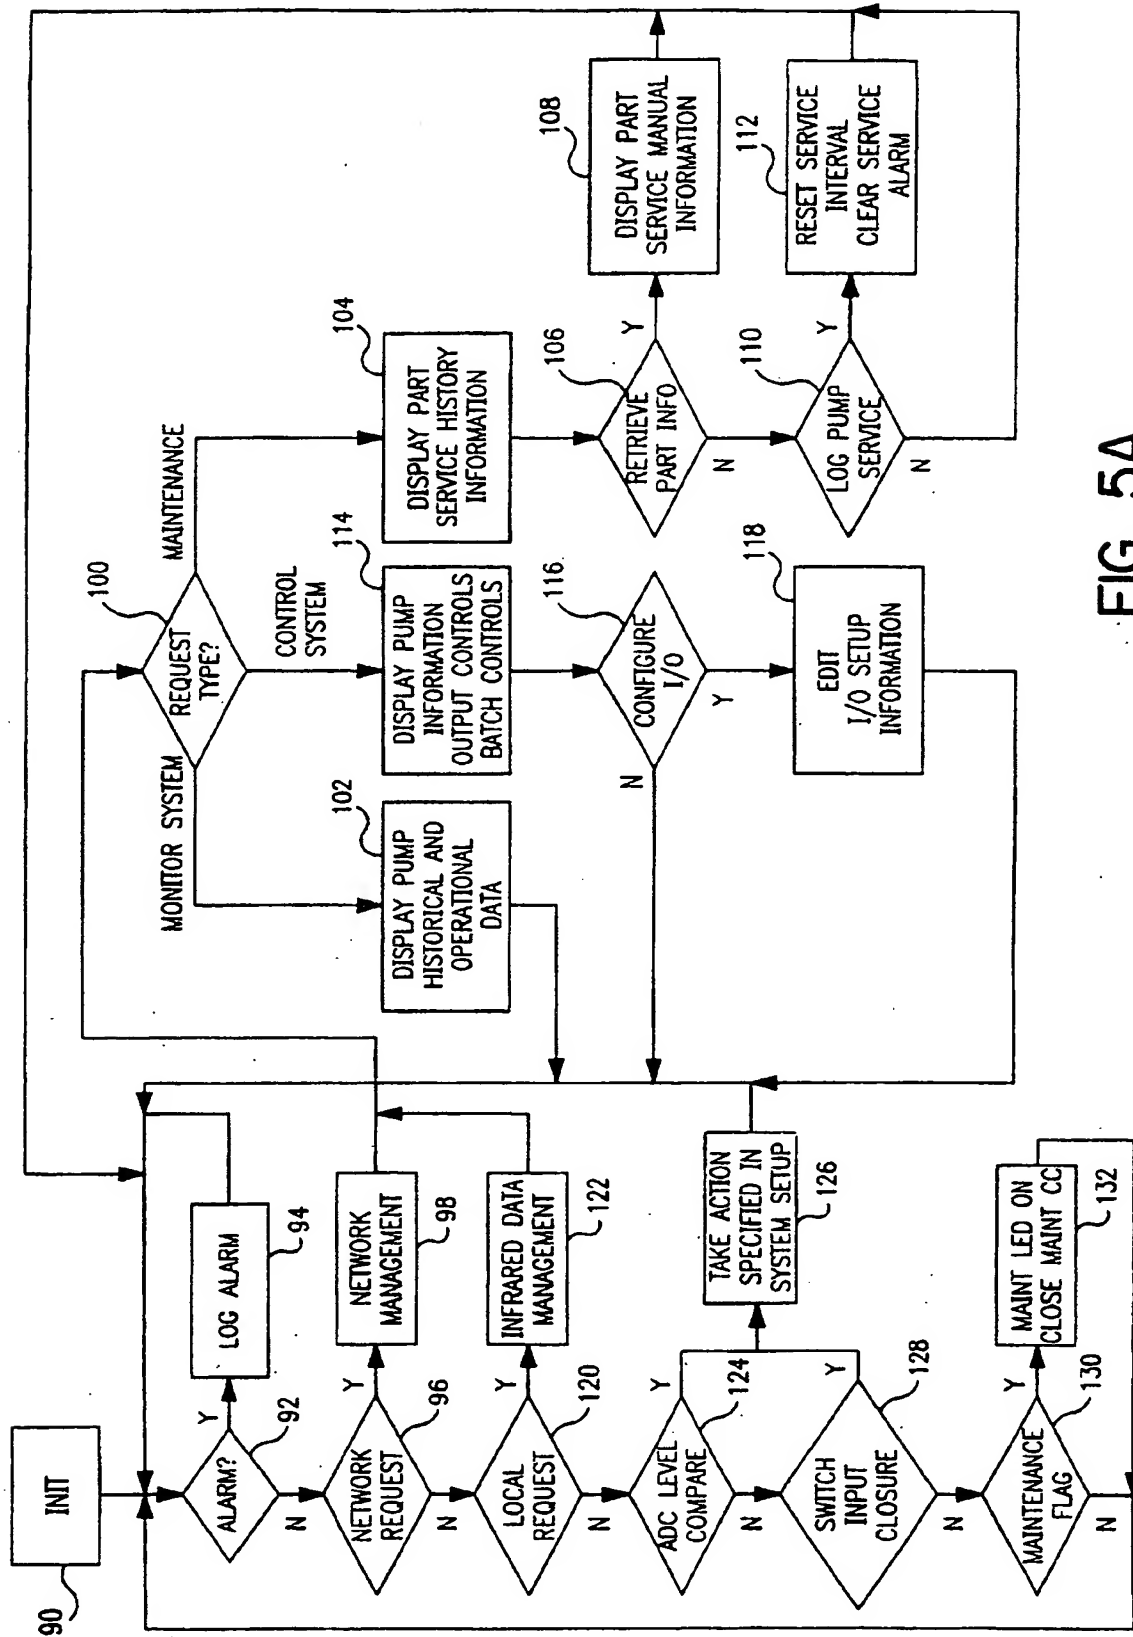 INIT
90
ALARM?
92
Y
N
LOG ALARM
94
NETWORK
REQUEST
96
Y
N
NETWORK
MANAGEMENT
98
LOCAL
REQUEST
120
Y
N
INFRARED DATA
MANAGEMENT
122
ADC LEVEL
COMPARE
124
Y
N
TAKE ACTION
SPECIFIED IN
SYSTEM SETUP
126
SWITCH
INPUT
CLOSURE
128
Y
N
MAINTENANCE
FLAG
130
Y
N
MAINT LED ON
CLOSE MAINT CC
132
REQUEST
TYPE?
100
MONITOR SYSTEM
CONTROL
SYSTEM
MAINTENANCE
DISPLAY PUMP
HISTORICAL AND
OPERATIONAL
DATA
102
DISPLAY PUMP
INFORMATION
OUTPUT CONTROLS
BATCH CONTROLS
114
DISPLAY PART
SERVICE HISTORY
INFORMATION
104
CONFIGURE
I/O
116
N
Y
EDIT
I/O SETUP
INFORMATION
118
RETRIEVE
PART INFO
106
Y
N
DISPLAY PART
SERVICE MANUAL
INFORMATION
108
LOG PUMP
SERVICE
110
Y
N
RESET SERVICE
INTERVAL
CLEAR SERVICE
ALARM
112
FIG. 5A